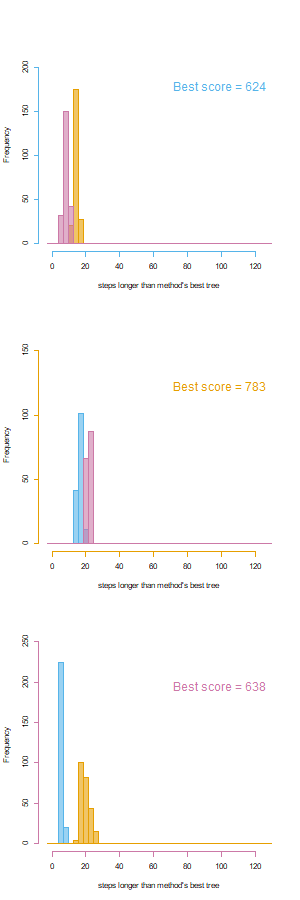 Best score = 624
Frequency
0 50 100 150 200
0 20 40 60 80 100 120
steps longer than method's best tree
Best score = 783
Frequency
0 50 100 150
0 20 40 60 80 100 120
steps longer than method's best tree
Best score = 638
Frequency
0 50 100 150 200 250
0 20 40 60 80 100 120
steps longer than method's best tree